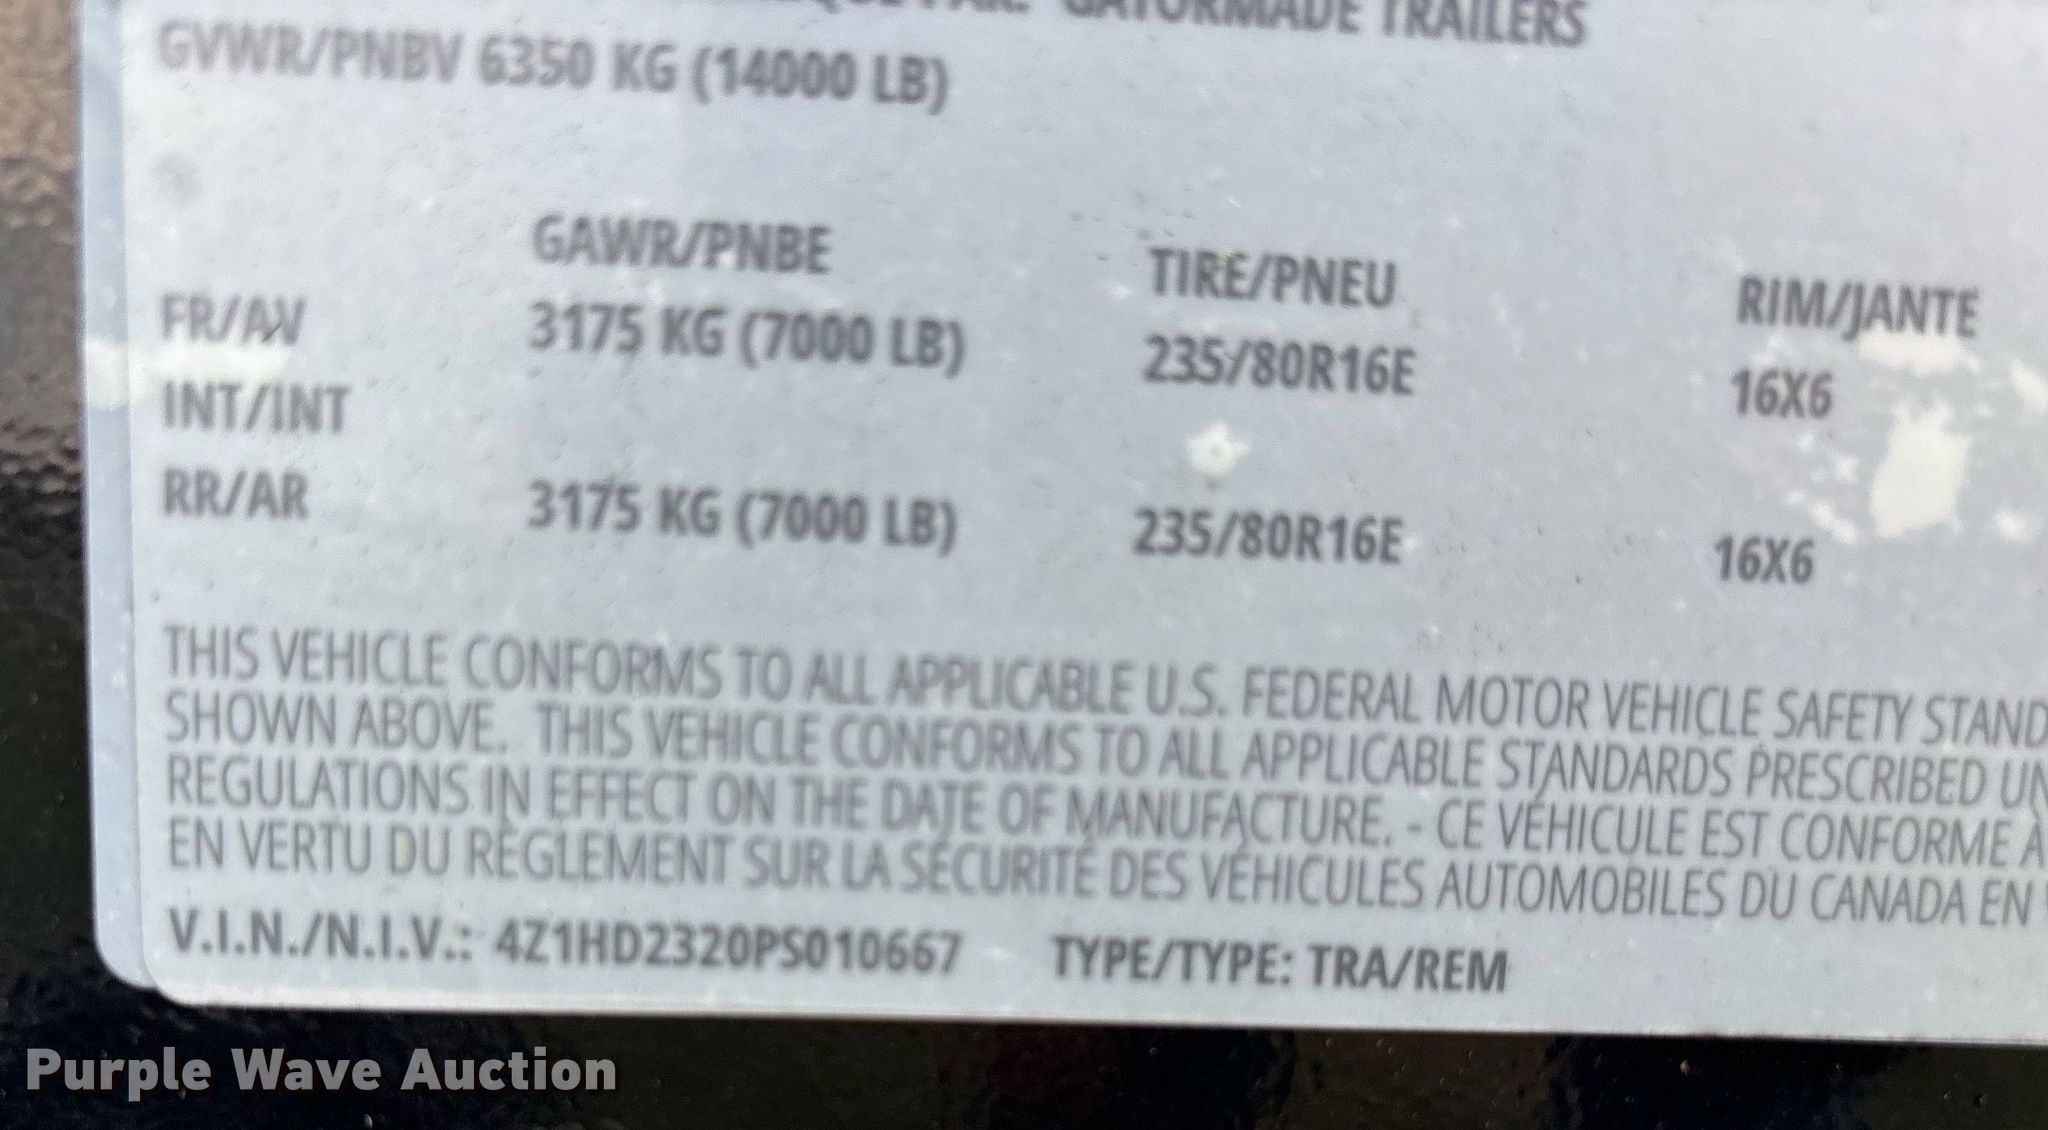 GATORMADE TRAILERS
GVWR/PNBV 6350 KG (14000 LB)
GAWR/PNBE TIRE/PNEU RIM/JANTE
FR/AV 3175 KG (7000 LB) 235/80R16E 16X6
INT/INT
RR/AR 3175 KG (7000 LB) 235/80R16E 16X6
THIS VEHICLE CONFORMS TO ALL APPLICABLE U.S. FEDERAL MOTOR VEHICLE SAFETY STAND
SHOWN ABOVE. THIS VEHICLE CONFORMS TO ALL APPLICABLE STANDARDS PRESCRIBED UN
REGULATIONS IN EFFECT ON THE DATE OF MANUFACTURE. - CE VÉHICULE EST CONFORME À
EN VERTU DU RÈGLEMENT SUR LA SÉCURITÉ DES VÉHICULES AUTOMOBILES DU CANADA EN
V.I.N./N.I.V.: 4Z1HD2320PS010667 TYPE/TYPE: TRA/REM
Purple Wave Auction